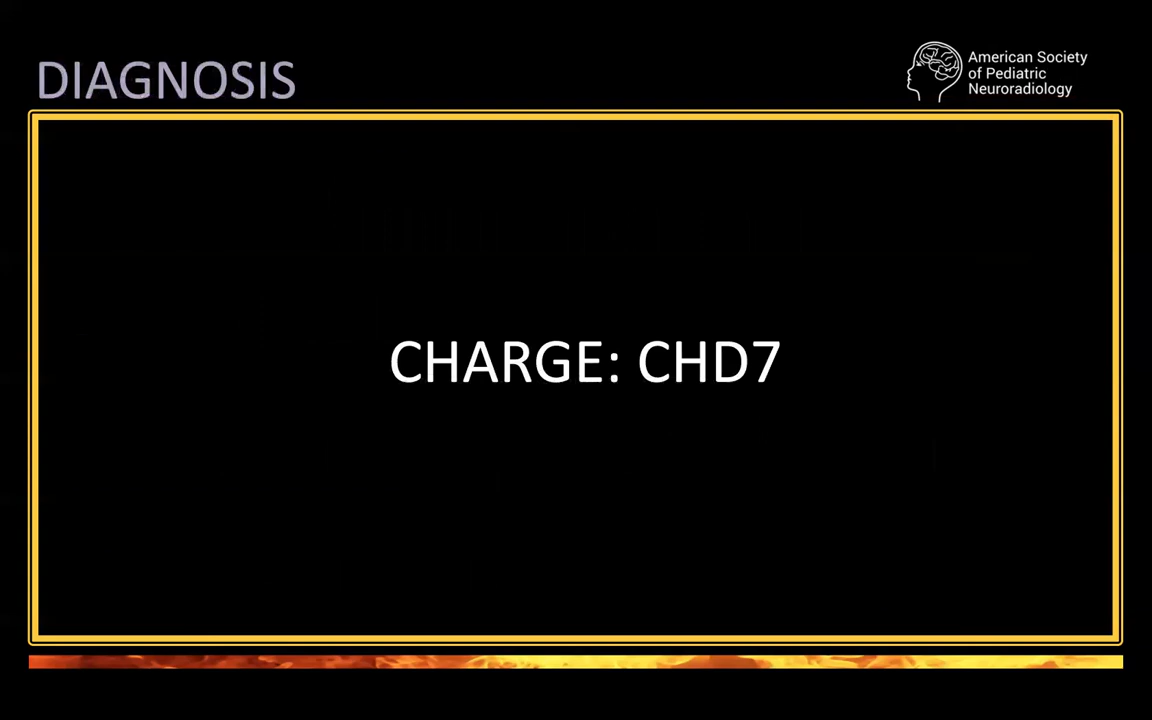 DIAGNOSIS
American Society
of Pediatric
Neuroradiology
CHARGE: CHD7